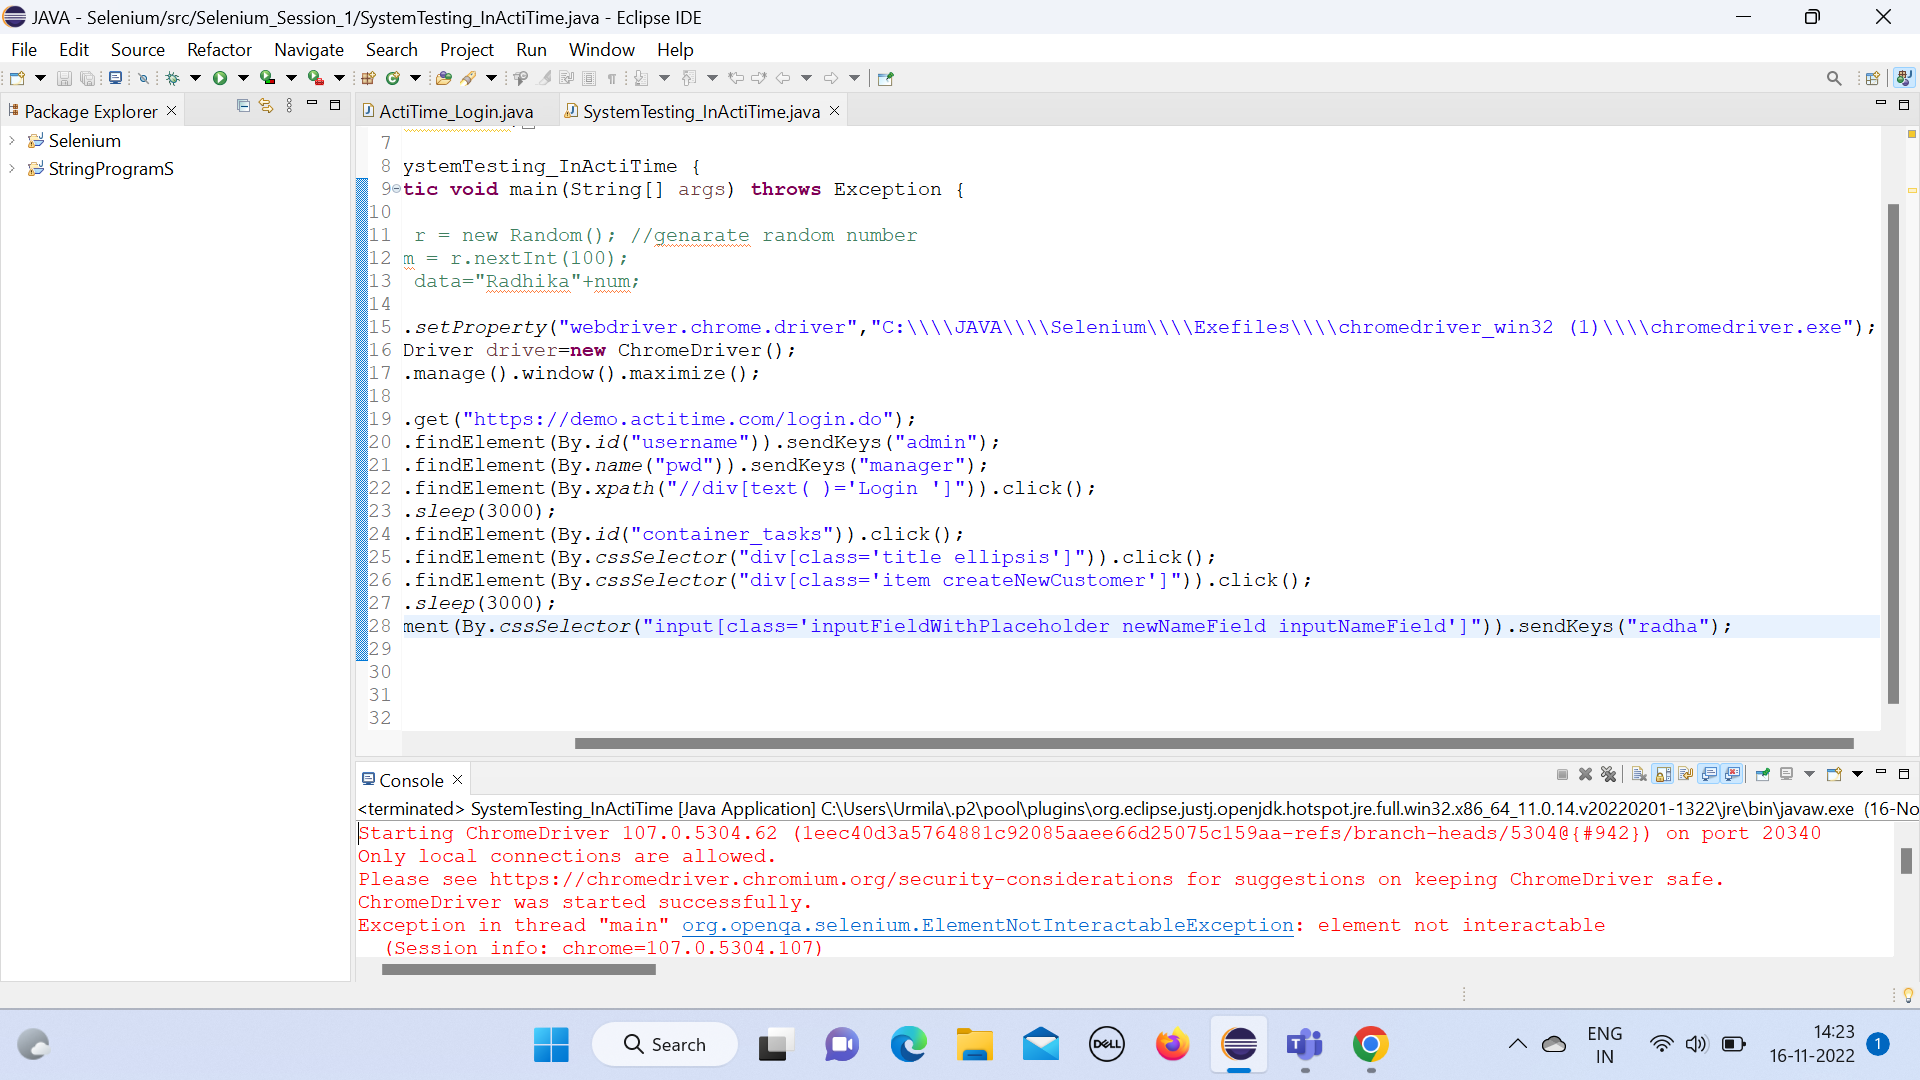 JAVA - Selenium/src/Selenium_Session_1/SystemTesting_InActiTime.java - Eclipse IDE
File Edit Source Refactor Navigate Search Project Run Window Help
Package Explorer
ActiTime_Login.java
SystemTesting_InActiTime.java
Selenium
StringProgramS
7
8 ystemTesting_InActiTime {
9 tic void main(String[] args) throws Exception {
10
11 r = new Random(); //genarate random number
12 m = r.nextInt(100);
13 data="Radhika"+num;
14
15 .setProperty("webdriver.chrome.driver","C:\\\\JAVA\\\\Selenium\\\\Exefiles\\\\chromedriver_win32 (1)\\\\chromedriver.exe");
16 Driver driver=new ChromeDriver();
17 .manage().window().maximize();
18
19 .get("https://demo.actitime.com/login.do");
20 .findElement(By.id("username")).sendKeys("admin");
21 .findElement(By.name("pwd")).sendKeys("manager");
22 .findElement(By.xpath("//div[text( )='Login ']")).click();
23 .sleep(3000);
24 .findElement(By.id("container_tasks")).click();
25 .findElement(By.cssSelector("div[class='title ellipsis']")).click();
26 .findElement(By.cssSelector("div[class='item createNewCustomer']")).click();
27 .sleep(3000);
28 ment(By.cssSelector("input[class='inputFieldWithPlaceholder newNameField inputNameField']")).sendKeys("radha");
29
30
31
32
Console
<terminated> SystemTesting_InActiTime [Java Application] C:\Users\Urmila\.p2\pool\plugins\org.eclipse.justj.openjdk.hotspot.jre.full.win32.x86_64_11.0.14.v20220201-1322\jre\bin\javaw.exe (16-No
Starting ChromeDriver 107.0.5304.62 (1eec40d3a5764881c92085aaee66d25075c159aa-refs/branch-heads/5304@{#942}) on port 20340
Only local connections are allowed.
Please see https://chromedriver.chromium.org/security-considerations for suggestions on keeping ChromeDriver safe.
ChromeDriver was started successfully.
Exception in thread "main" org.openqa.selenium.ElementNotInteractableException: element not interactable
(Session info: chrome=107.0.5304.107)
Search
DELL
ENG
IN
14:23
16-11-2022
1